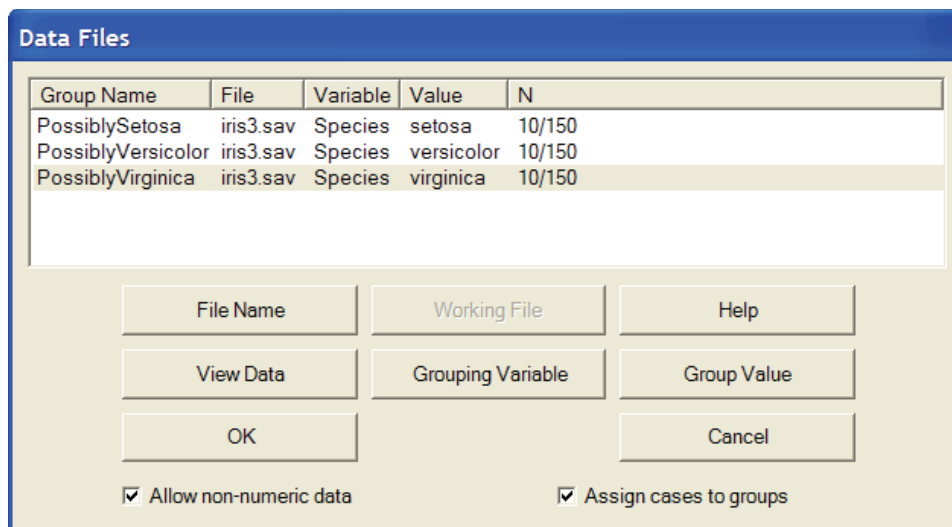 Data Files
Group Name File Variable Value N
PossiblySetosa iris3.sav Species setosa 10/150
PossiblyVersicolor iris3.sav Species versicolor 10/150
PossiblyVirginica iris3.sav Species virginica 10/150
File Name Working File Help
View Data Grouping Variable Group Value
OK Cancel
Allow non-numeric data Assign cases to groups